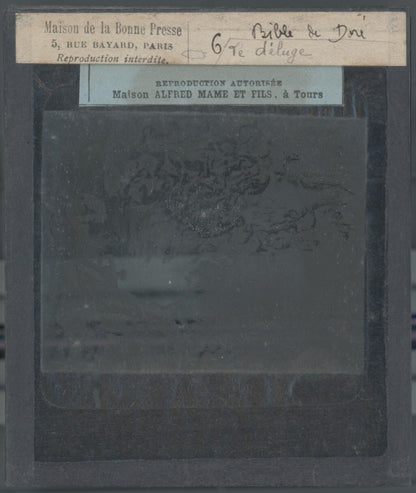 Maison de la Bonne Presse
5, RUE BAYARD, PARIS
Reproduction interdite.
Bible de Doré
6 Le déluge
REPRODUCTION AUTORISÉE
Maison ALFRED MAME ET FILS. à Tours